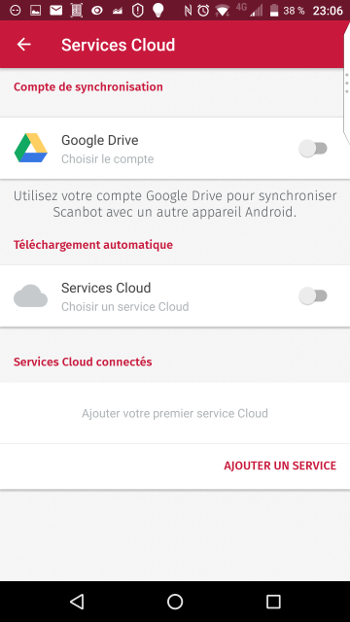 4G 38 % 23:06
Services Cloud
Compte de synchronisation
Google Drive
Choisir le compte
Utilisez votre compte Google Drive pour synchroniser
Scanbot avec un autre appareil Android.
Téléchargement automatique
Services Cloud
Choisir un service Cloud
Services Cloud connectés
Ajouter votre premier service Cloud
AJOUTER UN SERVICE